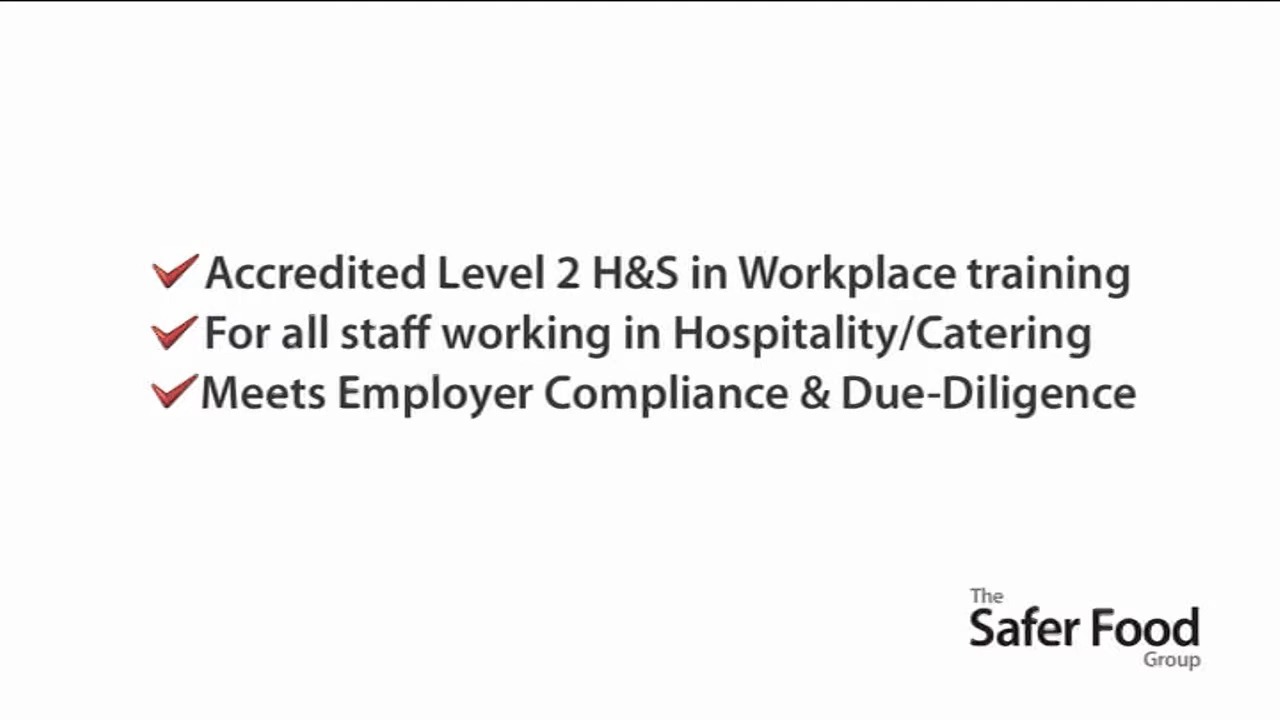 Accredited Level 2 H&S in Workplace training
For all staff working in Hospitality/Catering
Meets Employer Compliance & Due-Diligence
The
Safer Food
Group